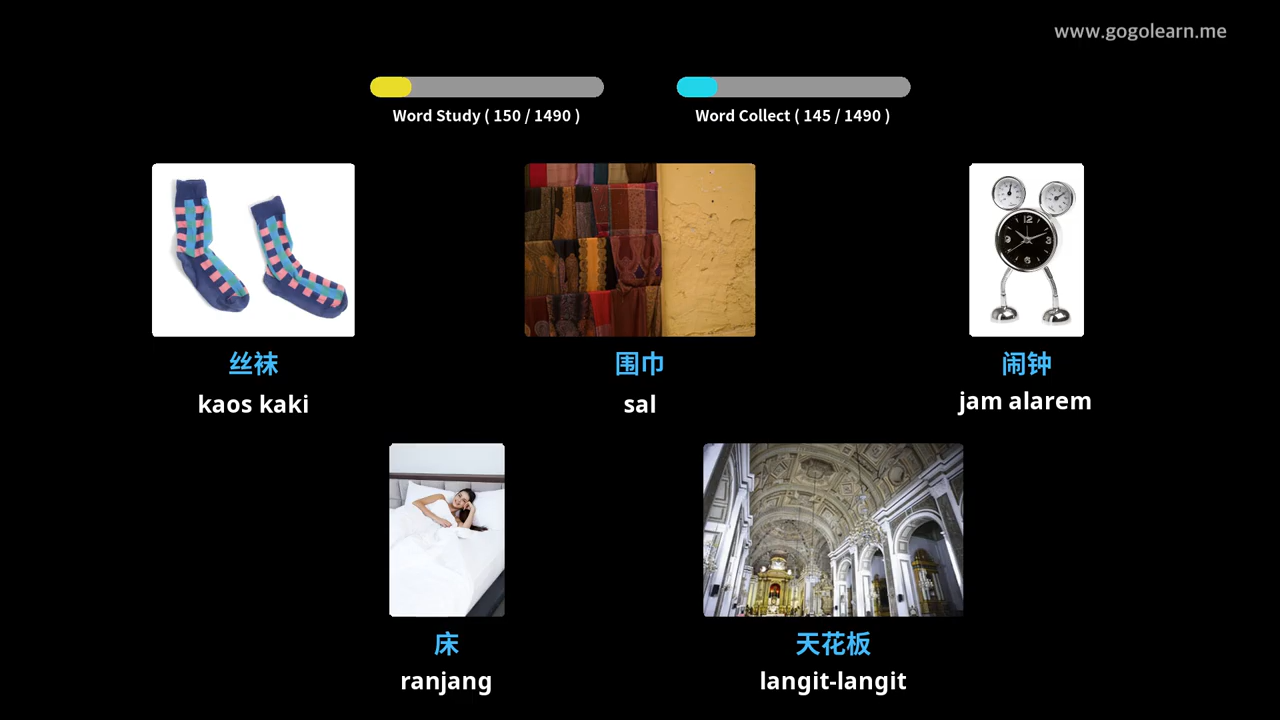 www.gogolearn.me
Word Study ( 150 / 1490 )
Word Collect ( 145 / 1490 )
丝袜
围巾
闹钟
kaos kaki
sal
jam alarem
床
天花板
ranjang
langit-langit